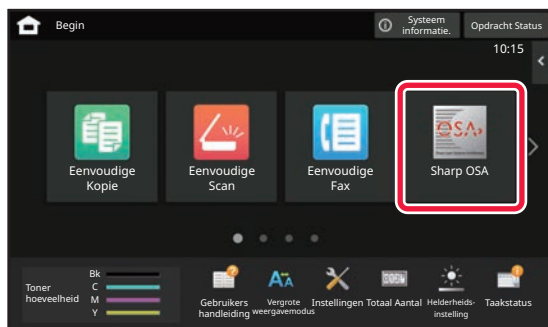 Begin
Systeem
informatie.
Opdracht Status
10:15
Eenvoudige
Kopie
Eenvoudige
Scan
Eenvoudige
Fax
OSA
Sharp OSA
Toner
hoeveelheid
Bk
C
M
Y
Gebruikers
handleiding
Vergrote
weergavemodus
Instellingen
Totaal Aantal
Helderheids-
instelling
Taakstatus